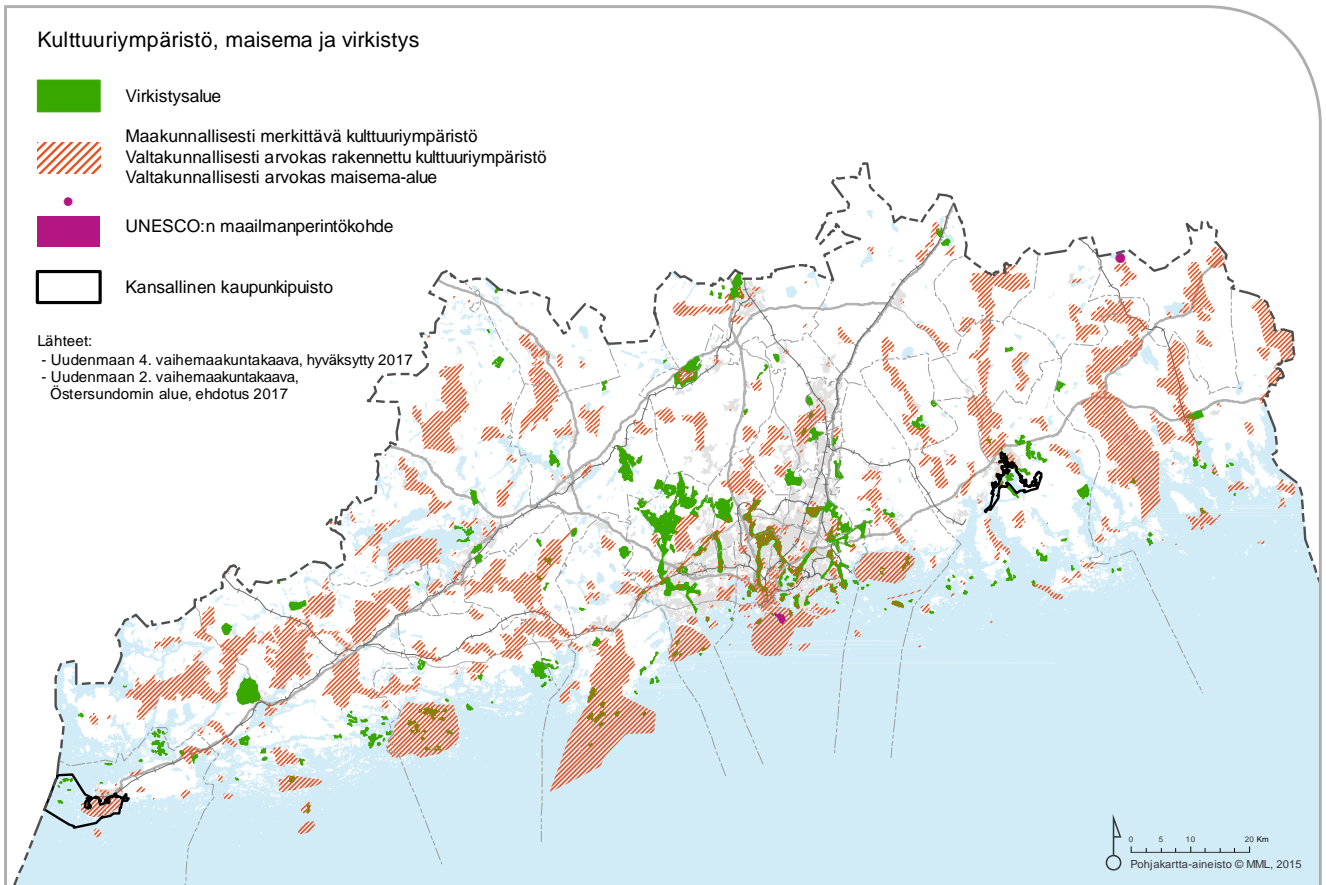 Kulttuuriympäristö, maisema ja virkistys
Virkistysalue
Maakunnallisesti merkittävä kulttuuriympäristö
Valtakunnallisesti arvokas rakennettu kulttuuriympäristö
Valtakunnallisesti arvokas maisema-alue
UNESCO:n maailmanperintökohde
Kansallinen kaupunkipuisto
Lähteet:
- Uudenmaan 4. vaihemaakuntakaava, hyväksytty 2017
- Uudenmaan 2. vaihemaakuntakaava,
Östersundomin alue, ehdotus 2017
0 5 10 20 Km
Pohjakartta-aineisto © MML, 2015